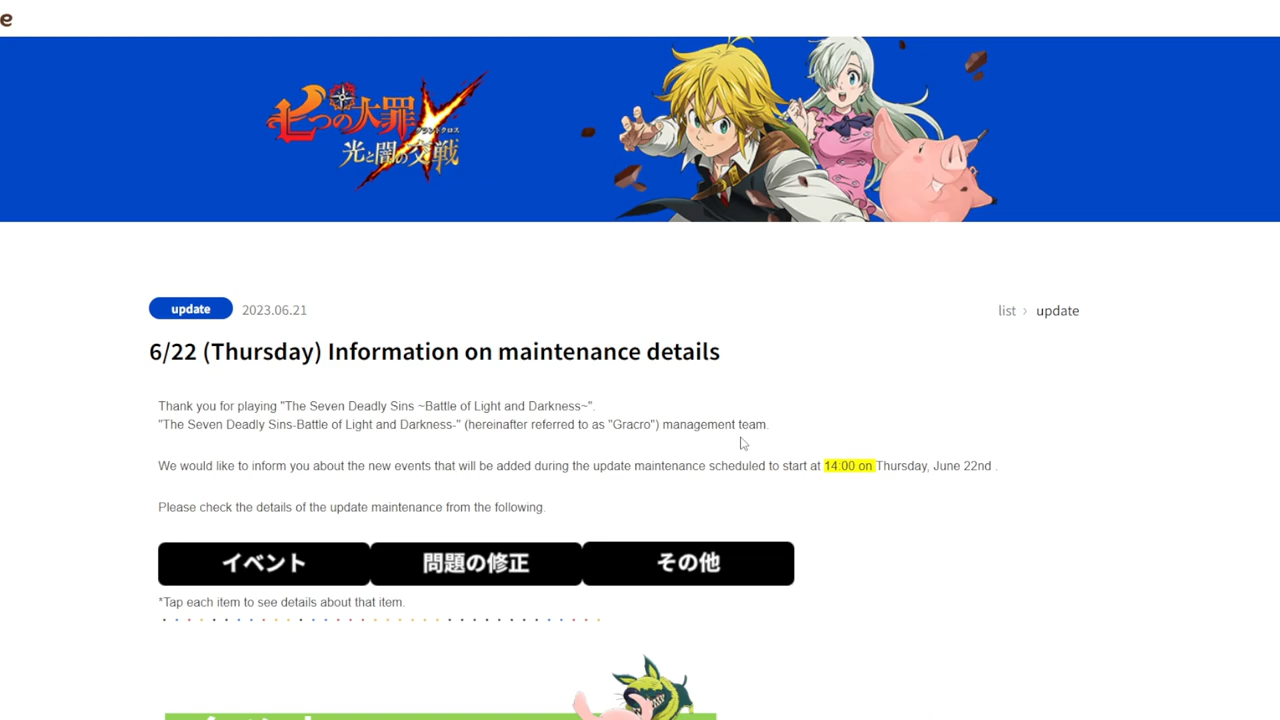 e
七つの大罪
グランドクロス
光と闇の交戦
update 2023.06.21
list › update
6/22 (Thursday) Information on maintenance details
Thank you for playing "The Seven Deadly Sins ~Battle of Light and Darkness~".
"The Seven Deadly Sins-Battle of Light and Darkness-" (hereinafter referred to as "Gracro") management team.
We would like to inform you about the new events that will be added during the update maintenance scheduled to start at 14:00 on Thursday, June 22nd .
Please check the details of the update maintenance from the following.
イベント 問題の修正 その他
*Tap each item to see details about that item.